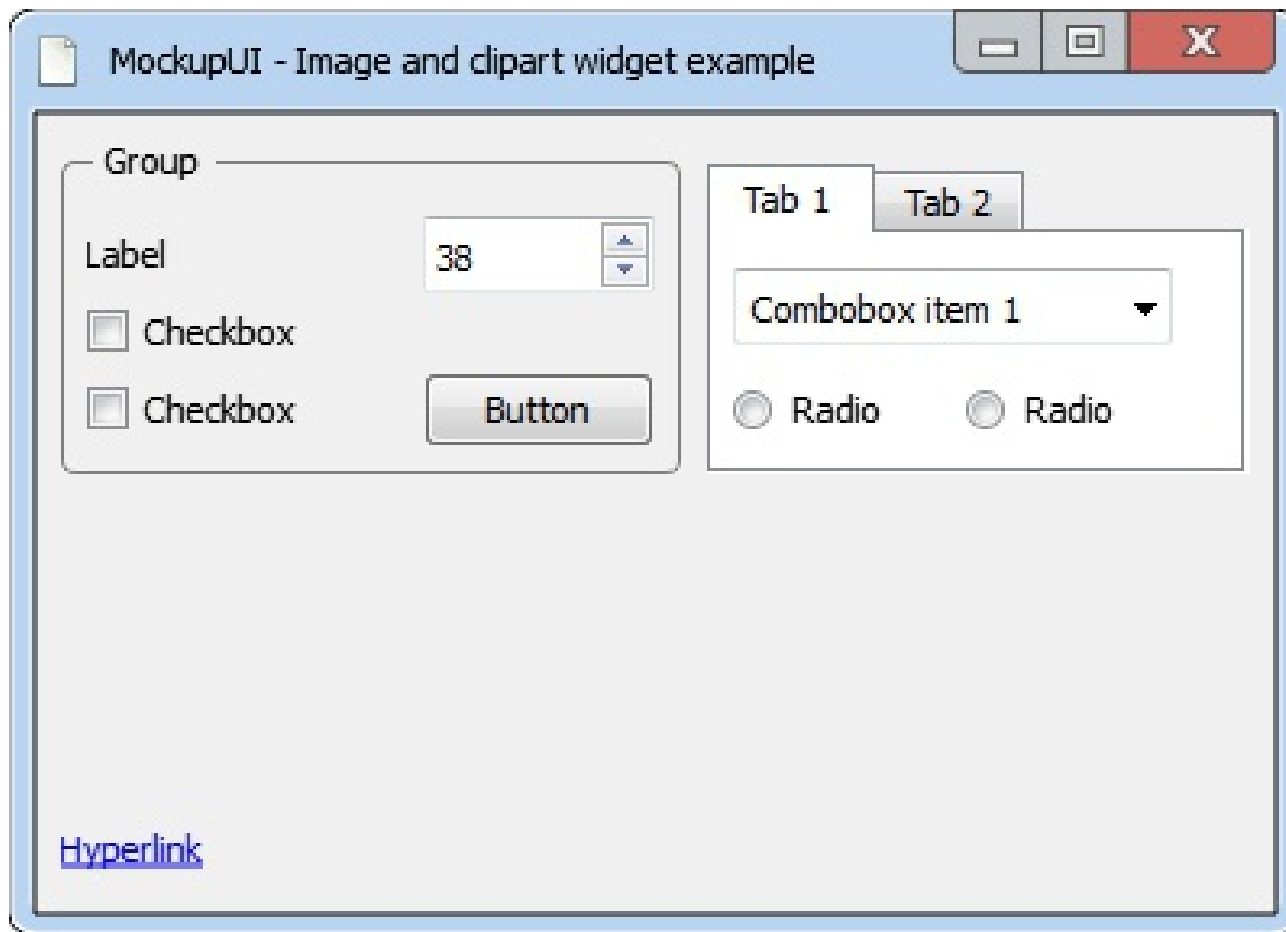 MockupUI - Image and clipart widget example
Group
Label
38
Checkbox
Checkbox
Button
Tab 1
Tab 2
Combobox item 1
Radio
Radio
Hyperlink